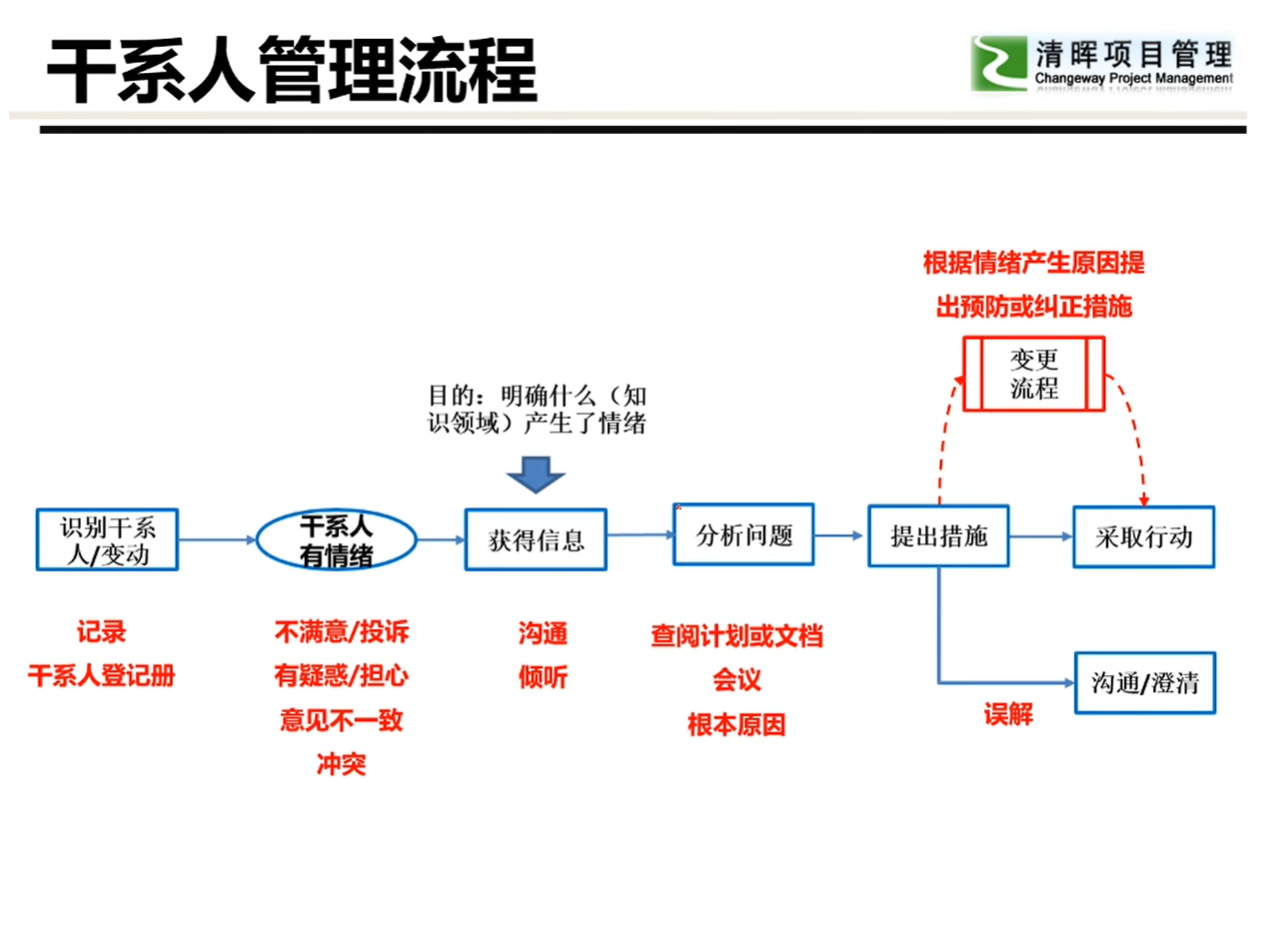 干系人管理流程
清晖项目管理
Changeway Project Management
根据情绪产生原因提
出预防或纠正措施
变更
流程
目的：明确什么（知
识领域）产生了情绪
识别干系
人/变动
干系人
有情绪
获得信息
分析问题
提出措施
采取行动
记录
干系人登记册
不满意/投诉
有疑惑/担心
意见不一致
冲突
沟通
倾听
查阅计划或文档
会议
根本原因
误解
沟通/澄清